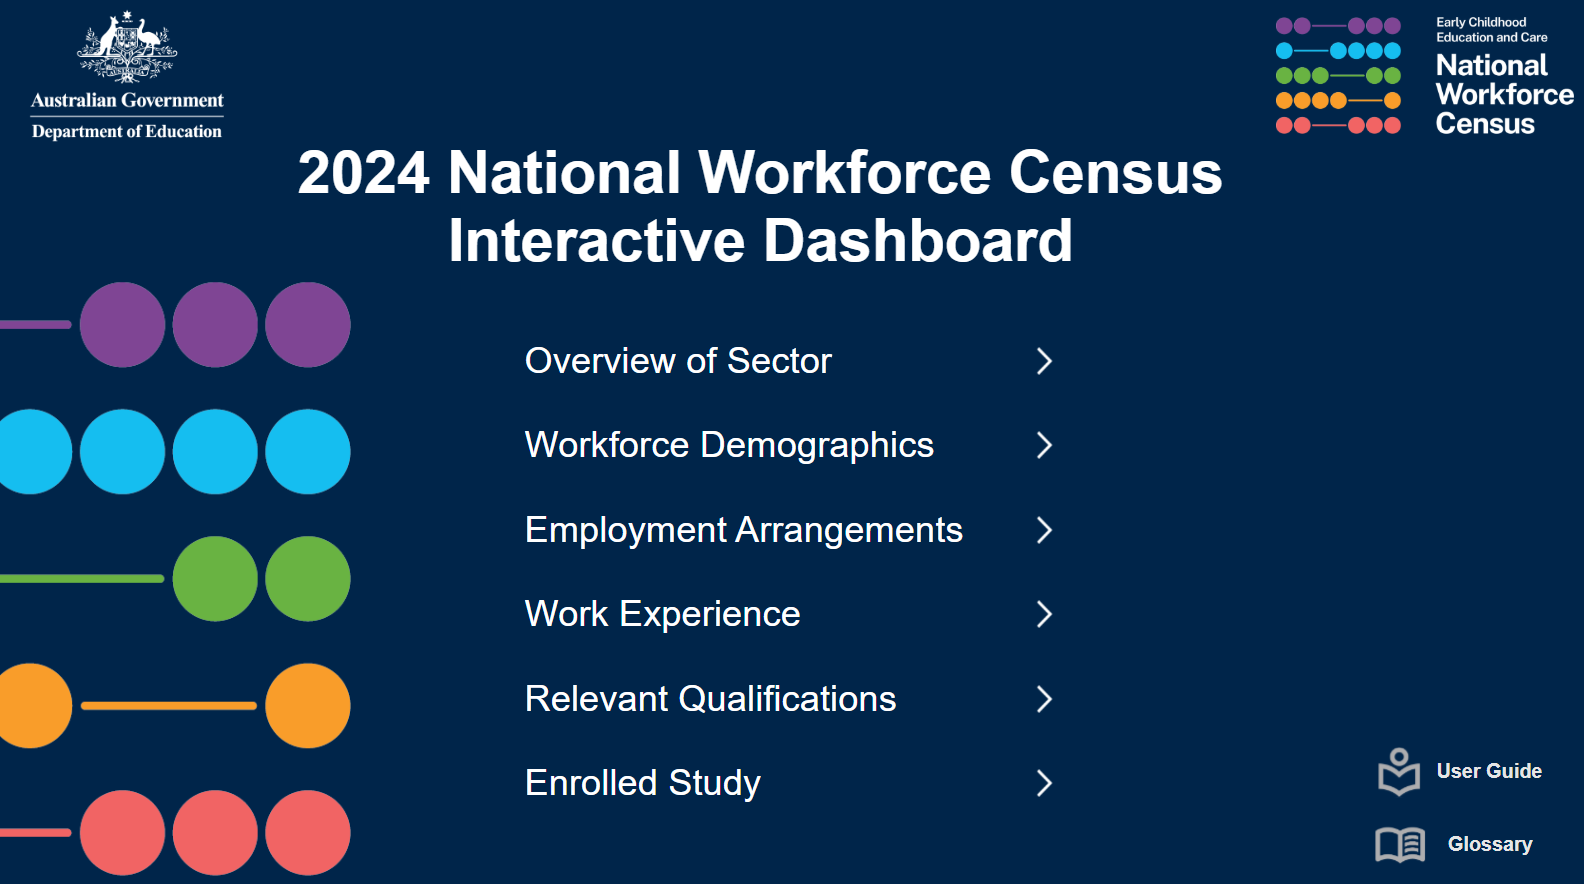 Australian Government
Department of Education
Early Childhood
Education and Care
National
Workforce
Census
2024 National Workforce Census
Interactive Dashboard
Overview of Sector
Workforce Demographics
Employment Arrangements
Work Experience
Relevant Qualifications
Enrolled Study
User Guide
Glossary